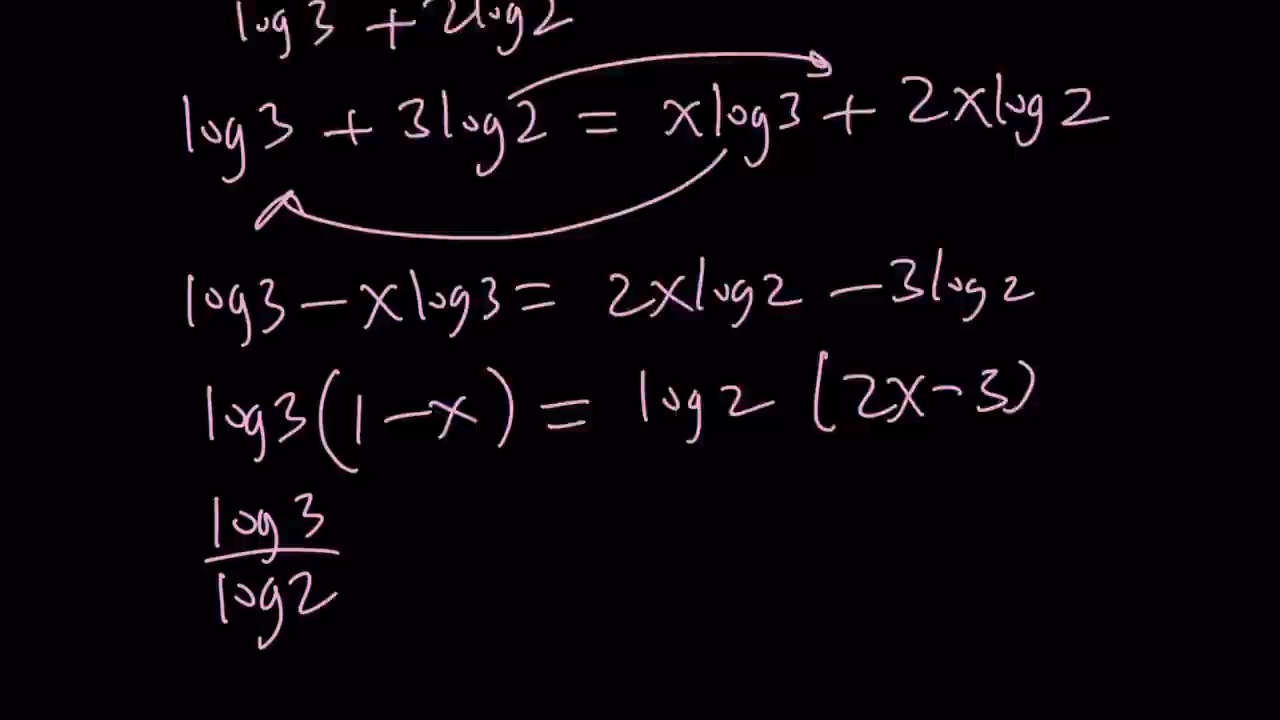 log3 + 2log2
log3 + 3log2 = xlog3 + 2xlog2
log3 - xlog3 = 2xlog2 - 3log2
log3(1-x) = log2 (2x-3)
log3
log2